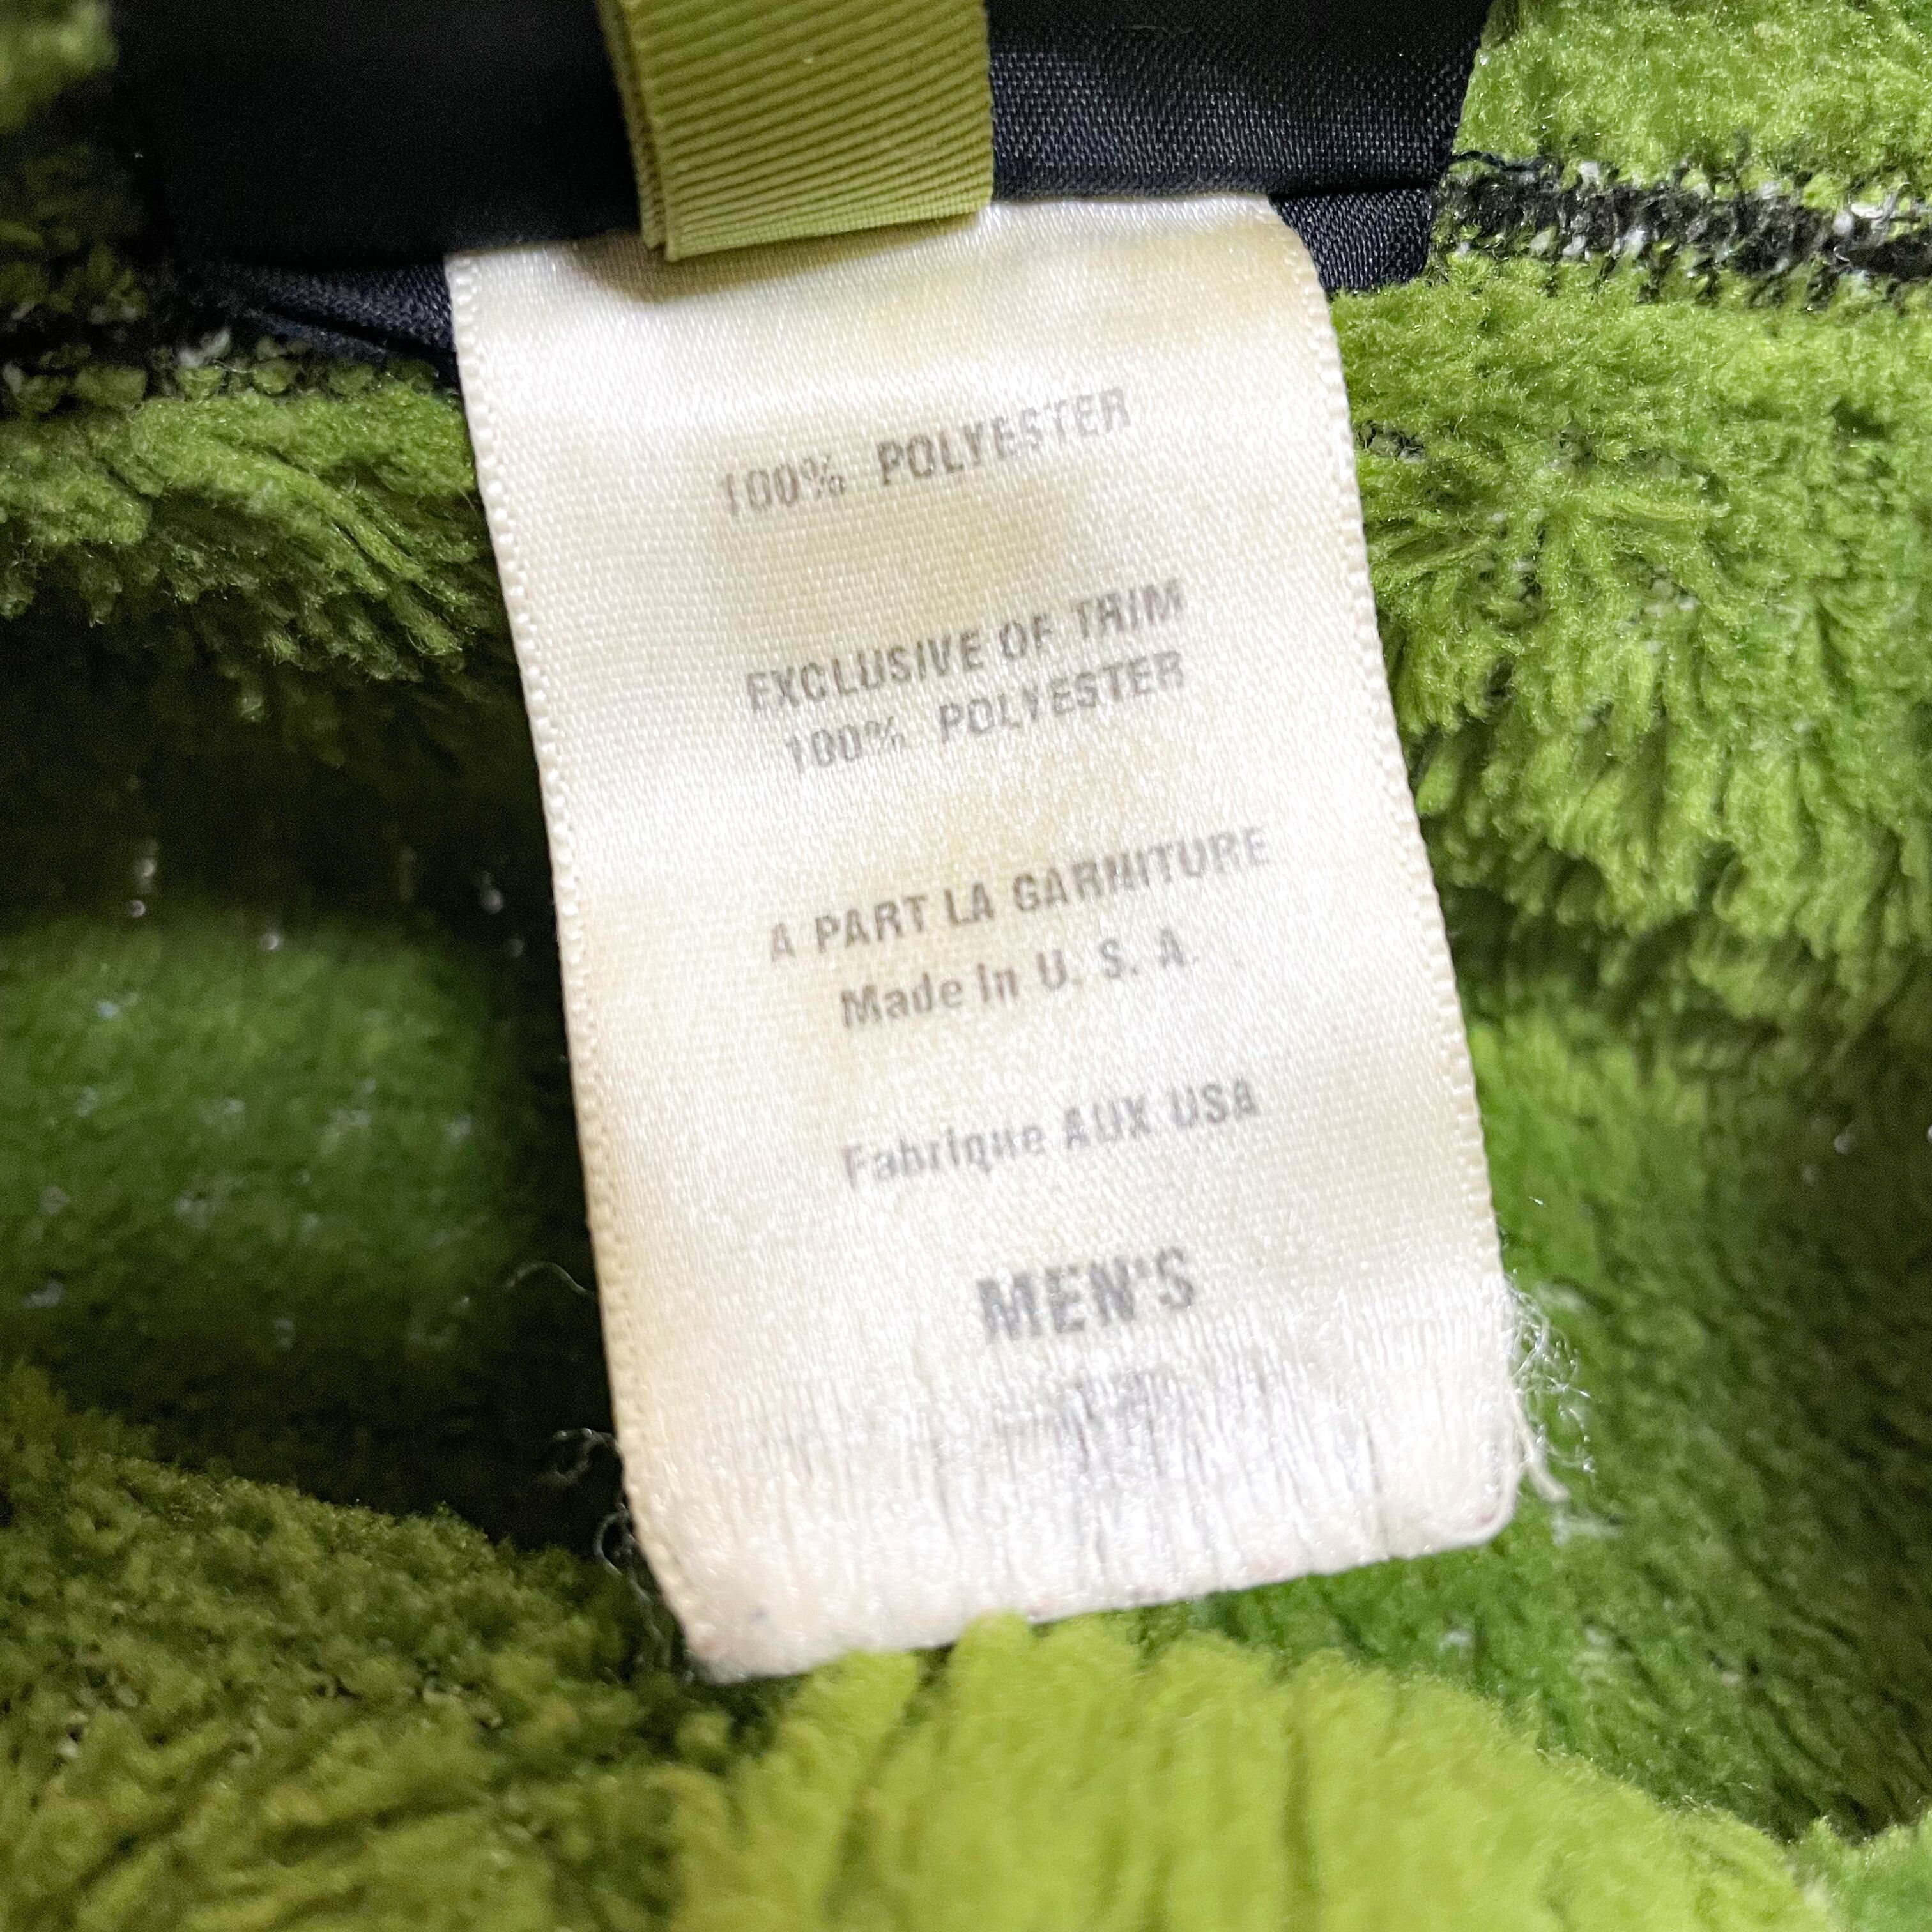 100% POLYESTER
EXCLUSIVE OF TRIM
100% POLYESTER
A PART LA GARNITURE
Made In U. S. A.
Fabrique AUX USA
MEN'S